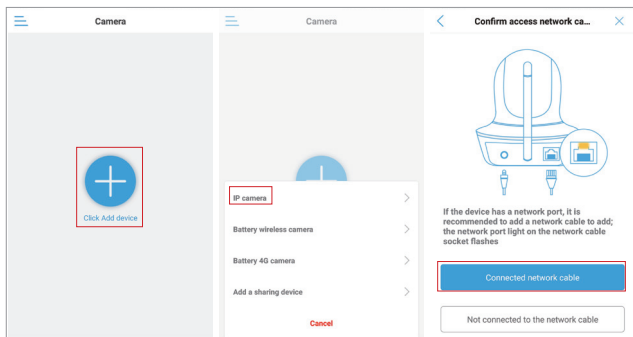 Camera
Click Add device
Camera
IP camera
Battery wireless camera
Battery 4G camera
Add a sharing device
Cancel
Confirm access network ca...
If the device has a network port, it is
recommended to add a network cable to add;
the network port light on the network cable
socket flashes
Connected network cable
Not connected to the network cable